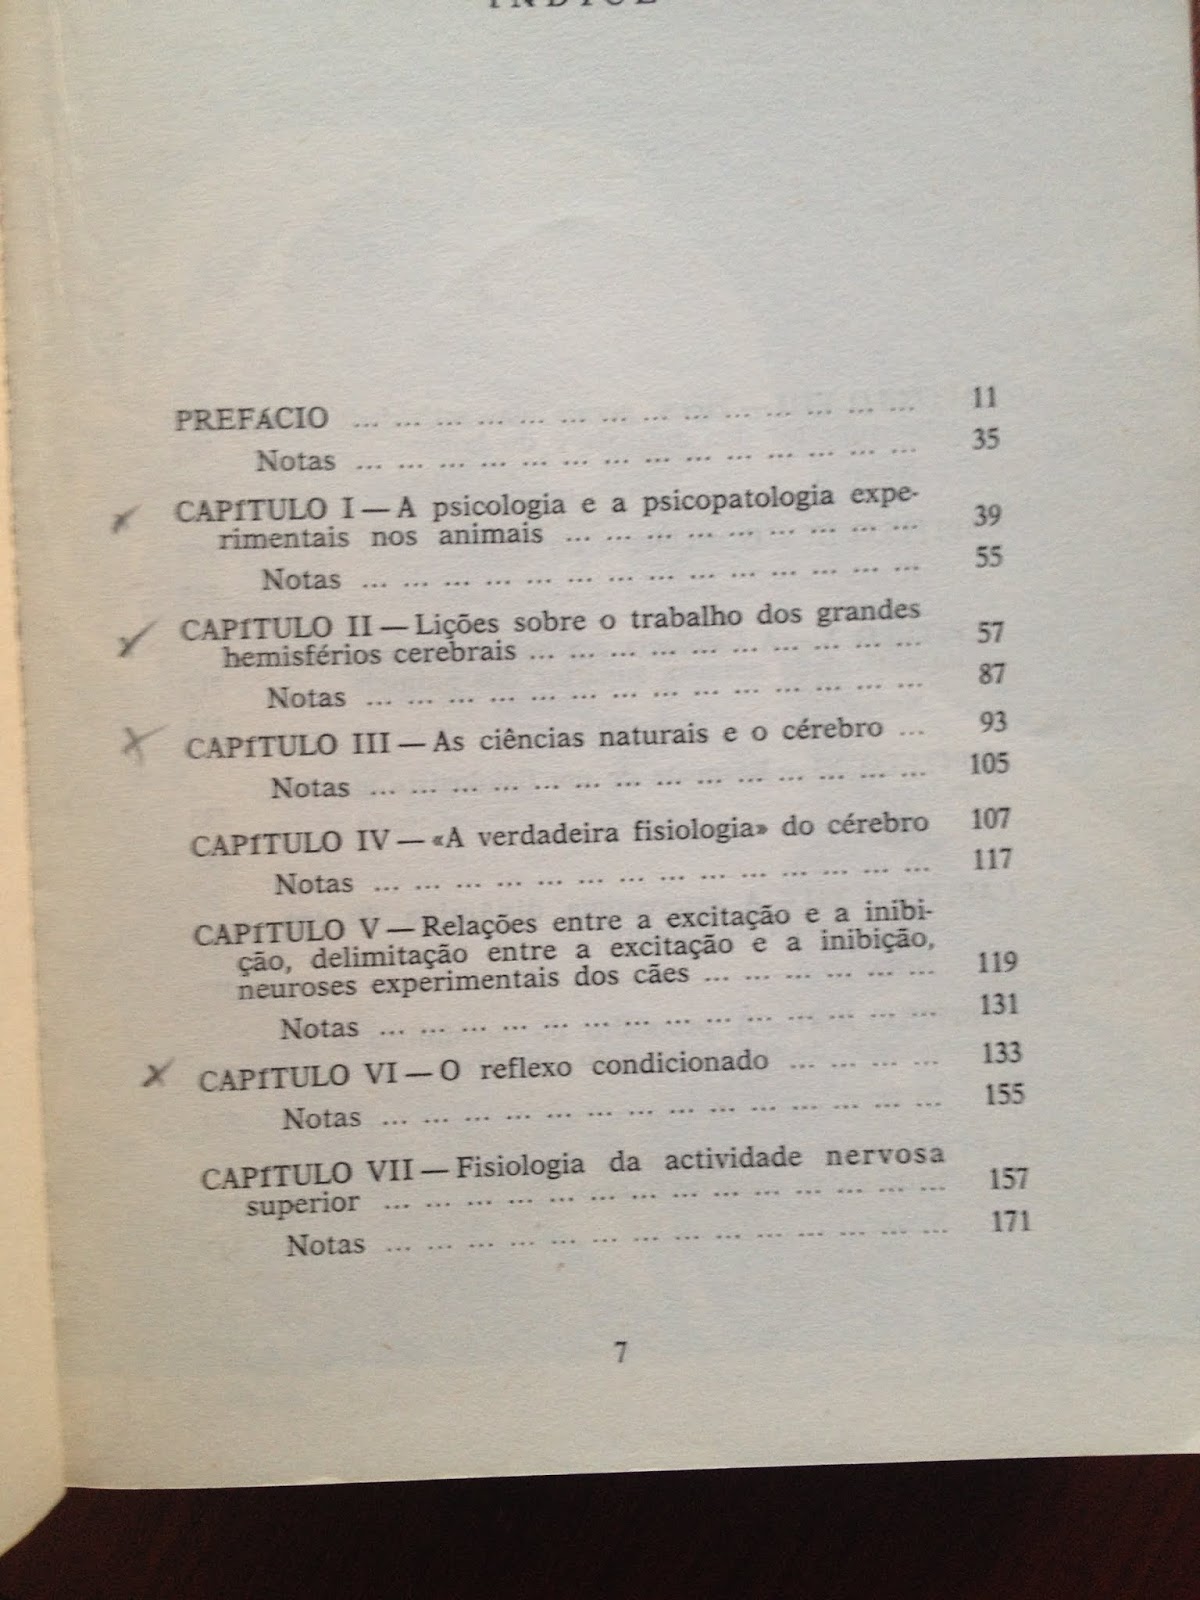 ÍNDICE
PREFÁCIO ... ... ... ... ... ... ... ... ... ... ... ... ... ... 11
Notas ... ... ... ... ... ... ... ... ... ... ... ... ... ... 35
CAPÍTULO I — A psicologia e a psicopatologia expe-
rimentais nos animais ... ... ... ... ... ... ... ... ... 39
Notas ... ... ... ... ... ... ... ... ... ... ... ... ... ... 55
CAPÍTULO II — Lições sobre o trabalho dos grandes
hemisférios cerebrais ... ... ... ... ... ... ... ... ... ... 57
Notas ... ... ... ... ... ... ... ... ... ... ... ... ... ... 87
CAPÍTULO III — As ciências naturais e o cérebro ... 93
Notas ... ... ... ... ... ... ... ... ... ... ... ... ... ... 105
CAPÍTULO IV — «A verdadeira fisiologia» do cérebro 107
Notas ... ... ... ... ... ... ... ... ... ... ... ... ... ... 117
CAPÍTULO V — Relações entre a excitação e a inibi-
ção, delimitação entre a excitação e a inibição,
neuroses experimentais dos cães ... ... ... ... ... ... 119
Notas ... ... ... ... ... ... ... ... ... ... ... ... ... ... 131
CAPÍTULO VI — O reflexo condicionado ... ... ... ... 133
Notas ... ... ... ... ... ... ... ... ... ... ... ... ... ... 155
CAPÍTULO VII — Fisiologia da actividade nervosa
superior ... ... ... ... ... ... ... ... ... ... ... ... ... ... 157
Notas ... ... ... ... ... ... ... ... ... ... ... ... ... ... 171
7